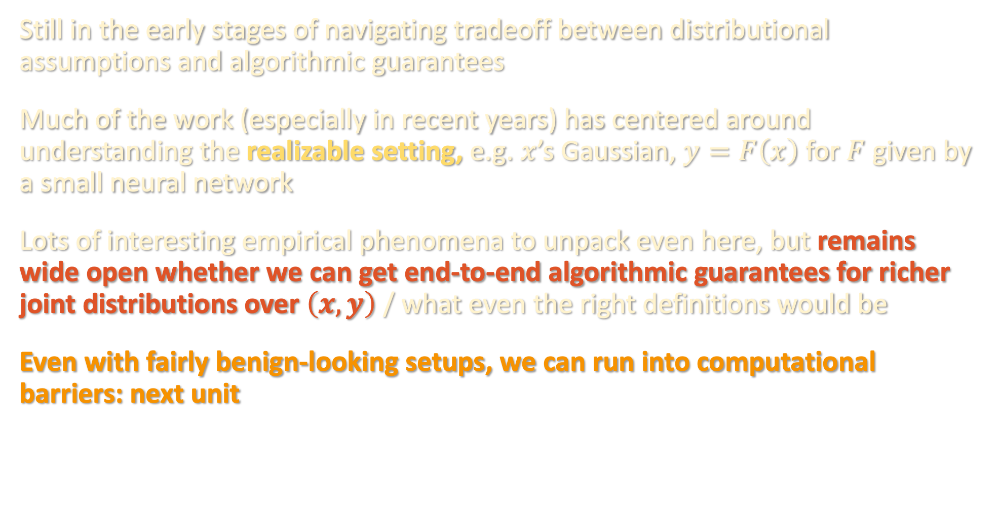 Still in the early stages of navigating tradeoff between distributional
assumptions and algorithmic guarantees
Much of the work (especially in recent years) has centered around
understanding the realizable setting, e.g. x’s Gaussian, y = F(x) for F given by
a small neural network
Lots of interesting empirical phenomena to unpack even here, but remains
wide open whether we can get end-to-end algorithmic guarantees for richer
joint distributions over (x, y) / what even the right definitions would be
Even with fairly benign-looking setups, we can run into computational
barriers: next unit